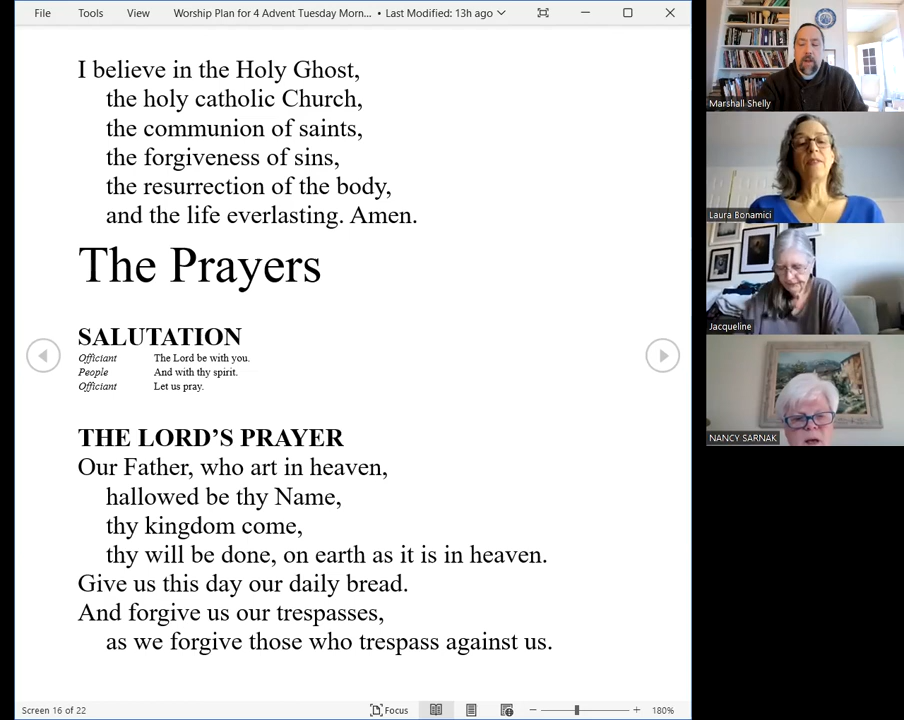 File Tools View Worship Plan for 4 Advent Tuesday Morn... • Last Modified: 13h ago
I believe in the Holy Ghost,
the holy catholic Church,
the communion of saints,
the forgiveness of sins,
the resurrection of the body,
and the life everlasting. Amen.
The Prayers
SALUTATION
Officiant The Lord be with you.
People And with thy spirit.
Officiant Let us pray.
THE LORD'S PRAYER
Our Father, who art in heaven,
hallowed be thy Name,
thy kingdom come,
thy will be done, on earth as it is in heaven.
Give us this day our daily bread.
And forgive us our trespasses,
as we forgive those who trespass against us.
Screen 16 of 22 Focus 180%
Marshall Shelly
Laura Bonamici
Jacqueline
NANCY SARNAK